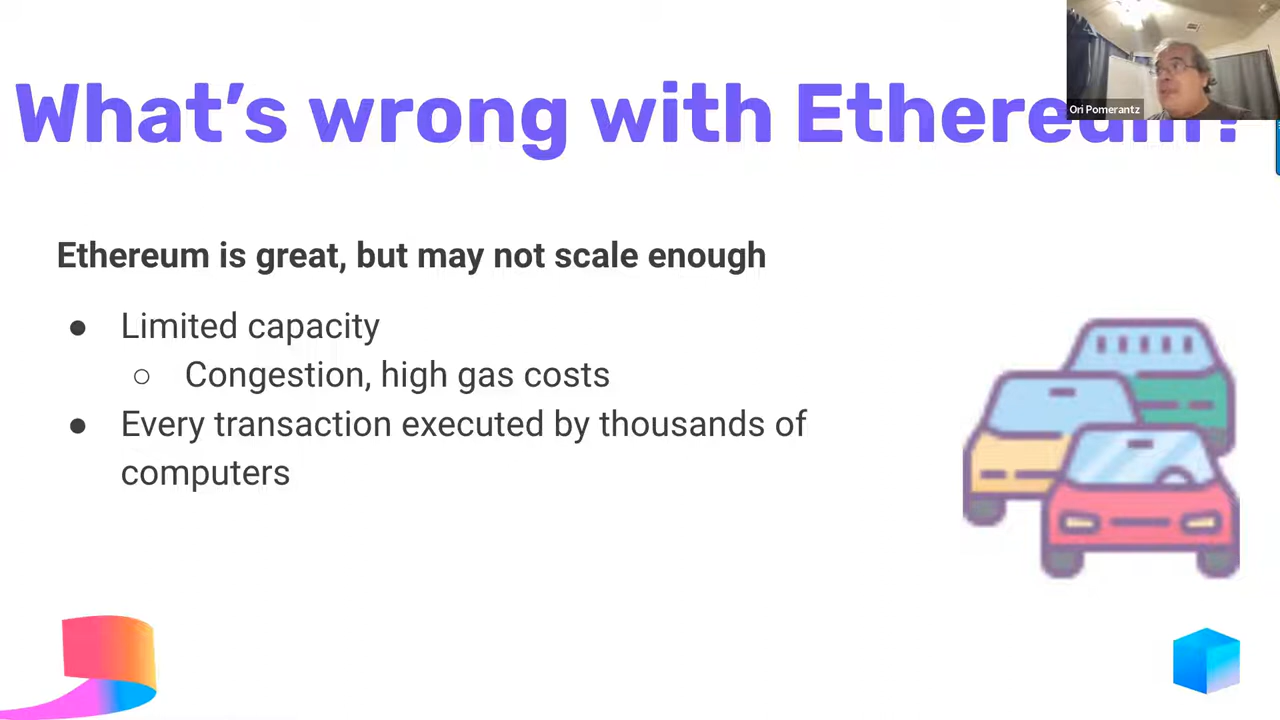 What's wrong with Ethereum?
Ori Pomerantz
Ethereum is great, but may not scale enough
● Limited capacity
○ Congestion, high gas costs
● Every transaction executed by thousands of
computers